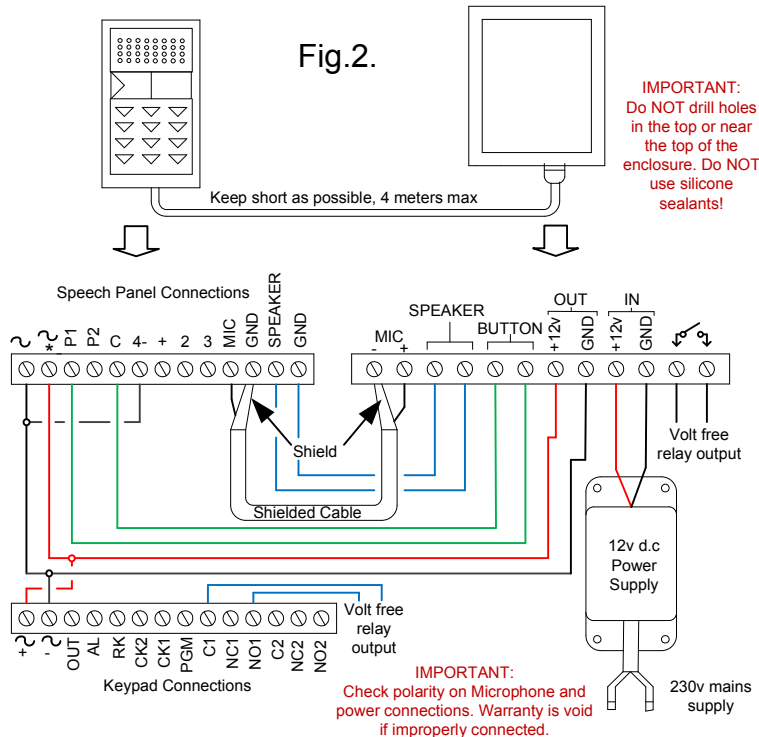 Fig.2.
IMPORTANT:
Do NOT drill holes
in the top or near
the top of the
enclosure. Do NOT
use silicone
sealants!
Keep short as possible, 4 meters max
Speech Panel Connections
* P1 P2 C 4- + 2 3 MIC GND SPEAKER GND
SPEAKER OUT IN
MIC BUTTON +12v GND +12v GND
- +
Shield
Shielded Cable
Volt free
relay output
12v d.c
Power
Supply
Volt free
relay
output
+ - OUT AL RK CK2 CK1 PGM C1 NC1 NO1 C2 NC2 NO2
Keypad Connections
IMPORTANT:
Check polarity on Microphone and
power connections. Warranty is void
if improperly connected.
230v mains
supply